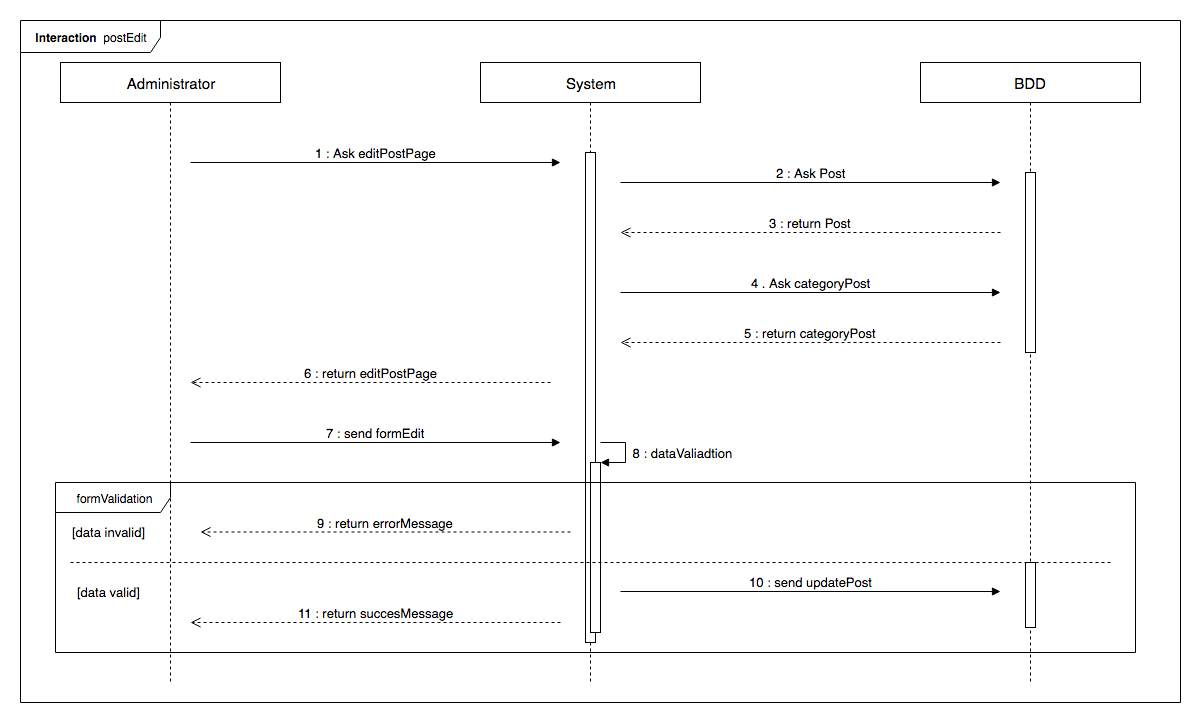 Interaction postEdit
Administrator
System
BDD
1 : Ask editPostPage
2 : Ask Post
3 : return Post
4 . Ask categoryPost
5 : return categoryPost
6 : return editPostPage
7 : send formEdit
8 : dataValiadtion
formValidation
9 : return errorMessage
[data invalid]
10 : send updatePost
[data valid]
11 : return succesMessage